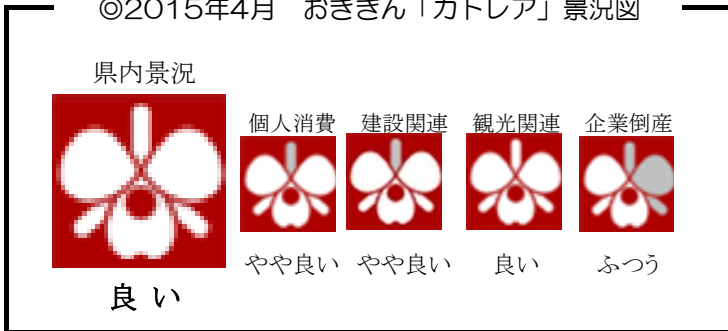 ◎2015年4月　おきぎん「カトレア」景況図
県内景況
個人消費　建設関連　観光関連　企業倒産
やや良い　やや良い　良い　ふつう
良 い